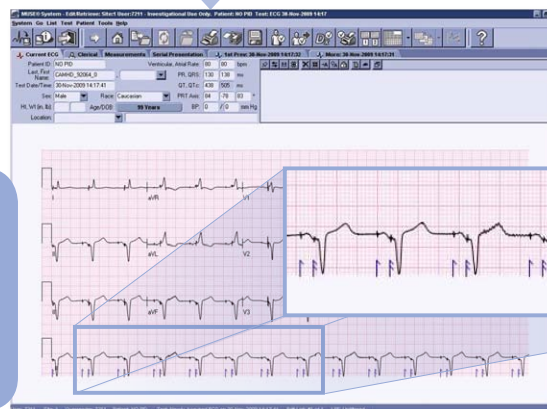 MUSE® System - Edit/Retrieve: Site:1 User:7211 - Investigational Use Only. Patient: NO PID Test: ECG 30-Nov-2009 14:17
System Go List Test Patient Tools Help
Current ECG Clerical Measurements Serial Presentation 1st Prev: 30-Nov-2009 14:17:32 More: 30-Nov-2009 14:17:31
Patient ID: NO PID Ventricular, Atrial Rate: 80 80 bpm
Last, First Name: CAMHD_92064_0 , PR, QRS: 130 138 ms
Test Date/Time: 30-Nov-2009 14:17:41 QT, QTc: 438 505 ms
Sex: Male Race: Caucasian PRT Axis: 84 -78 83 °
Ht, Wt (in, lb): Age/DOB: 99 Years BP: 0 / 0 mm Hg
Location:
I aVR V1
II aVL V2
aVF V3